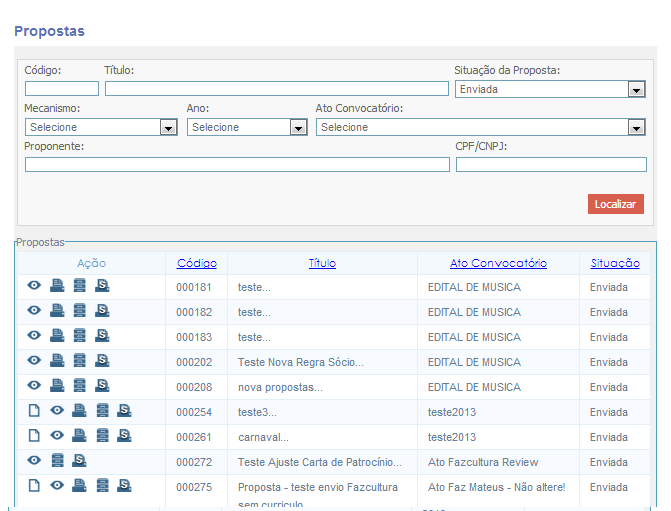 Propostas
Código: Título: Situação da Proposta:
Enviada
Mecanismo: Ano: Ato Convocatório:
Selecione Selecione Selecione
Proponente: CPF/CNPJ:
Localizar
Propostas
Ação Código Título Ato Convocatório Situação
000181 teste... EDITAL DE MUSICA Enviada
000182 teste... EDITAL DE MUSICA Enviada
000183 teste... EDITAL DE MUSICA Enviada
000202 Teste Nova Regra Sócio... EDITAL DE MUSICA Enviada
000208 nova propostas... EDITAL DE MUSICA Enviada
000254 teste3... teste2013 Enviada
000261 carnaval... teste2013 Enviada
000272 Teste Ajuste Carta de Patrocínio... Ato Fazcultura Review Enviada
000275 Proposta - teste envio Fazcultura Ato Faz Mateus - Não altere! Enviada
sem curriculo